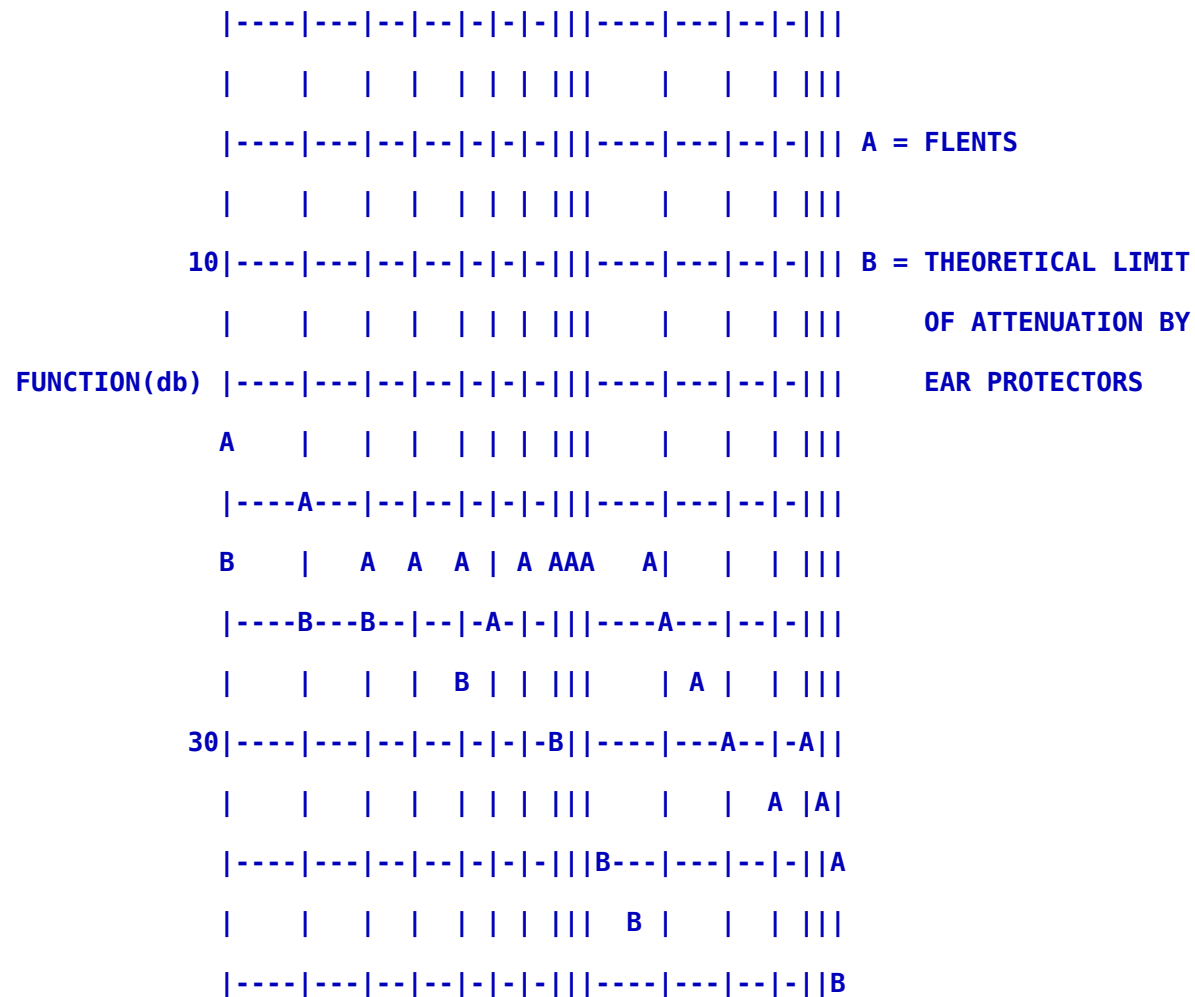 |----|---|--|--|-|-|-|||----|---|--|-|||
             |    |   |  |  | | | |||    |   |  | |||
             |----|---|--|--|-|-|-|||----|---|--|-||| A = FLENTS
             |    |   |  |  | | | |||    |   |  | |||
           10|----|---|--|--|-|-|-|||----|---|--|-||| B = THEORETICAL LIMIT
             |    |   |  |  | | | |||    |   |  | |||     OF ATTENUATION BY
FUNCTION(db) |----|---|--|--|-|-|-|||----|---|--|-|||     EAR PROTECTORS
             A    |   |  |  | | | |||    |   |  | |||
             |----A---|--|--|-|-|-|||----|---|--|-|||
             B    |   A  A  A | A AAA   A|   |  | |||
             |----B---B--|--|-A-|-|||----A---|--|-|||
             |    |   |  |  B | | |||    | A |  | |||
           30|----|---|--|--|-|-|-B||----|---A--|-A||
             |    |   |  |  | | | |||    |   |  A |A|
             |----|---|--|--|-|-|-|||B---|---|--|-||A
             |    |   |  |  | | | |||  B |   |  | |||
             |----|---|--|--|-|-|-|||----|---|--|-||B